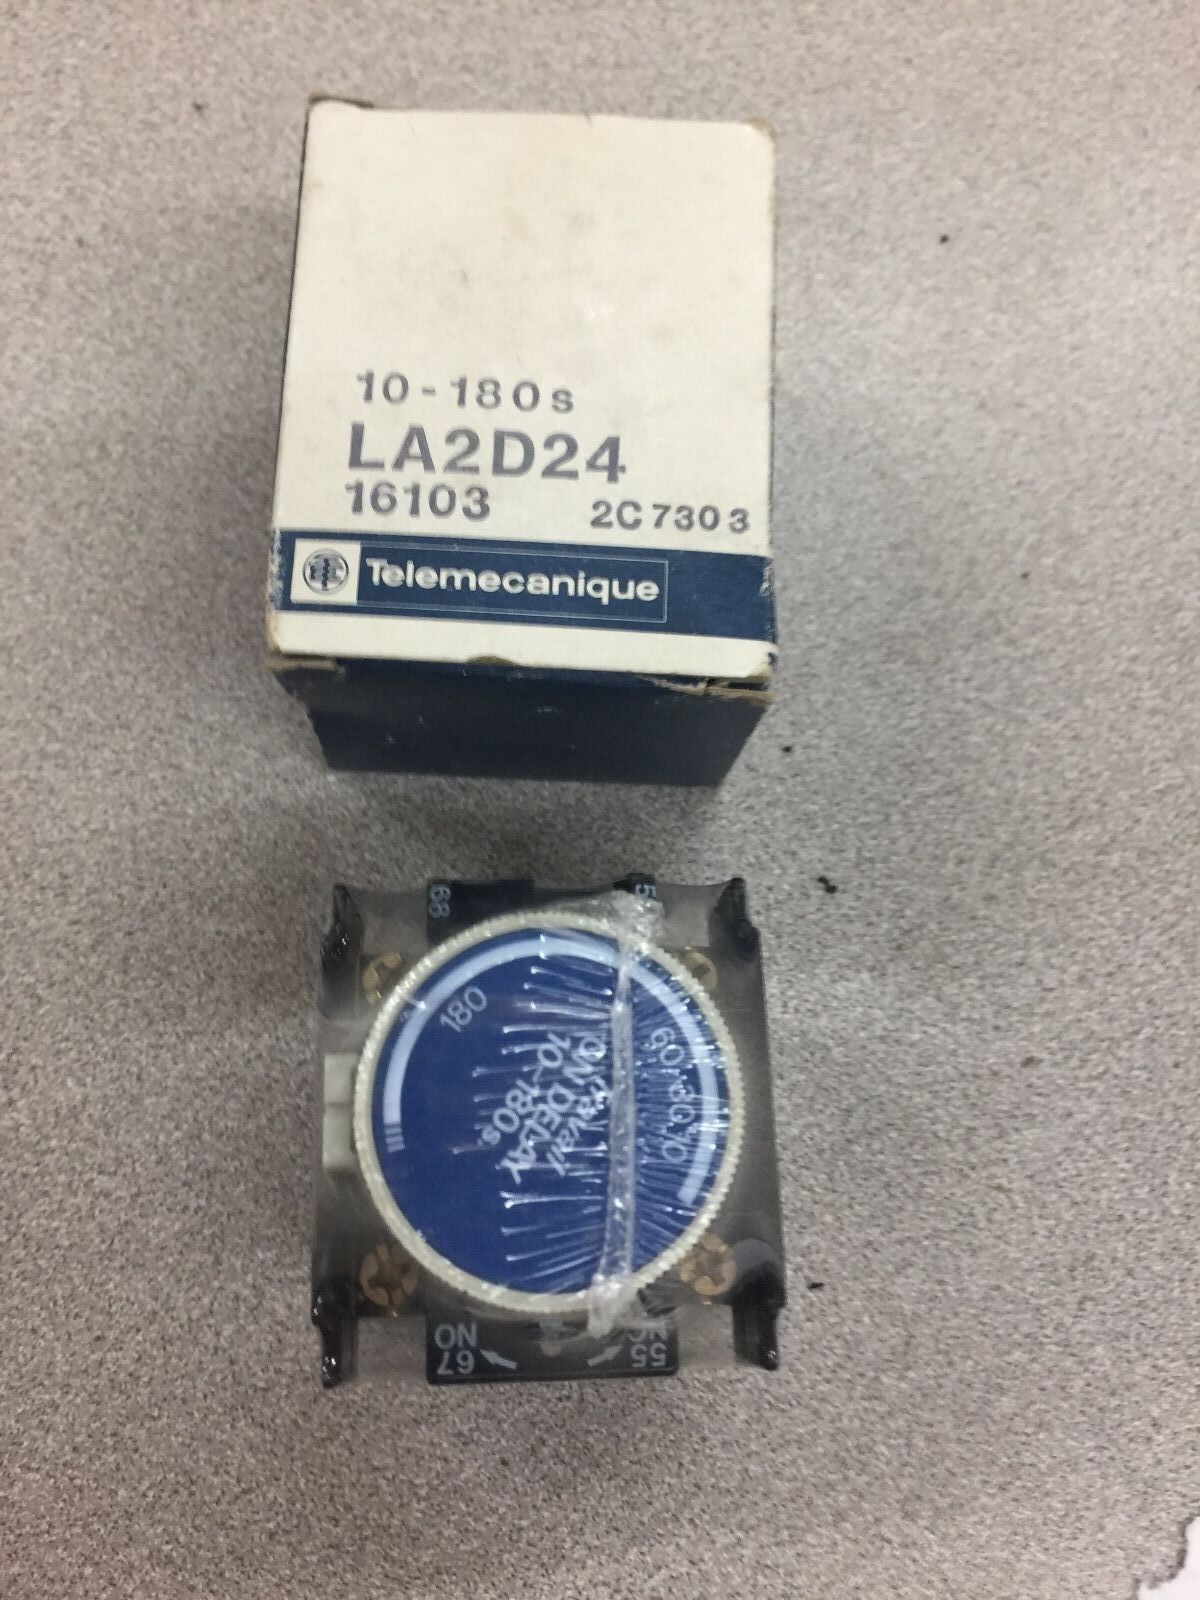 10-180s
LA2D24
16103 2C7303
Telemecanique
68
5
180
60 30 10
Travail
ON DELAY
10-180s
NO
67
NC
55